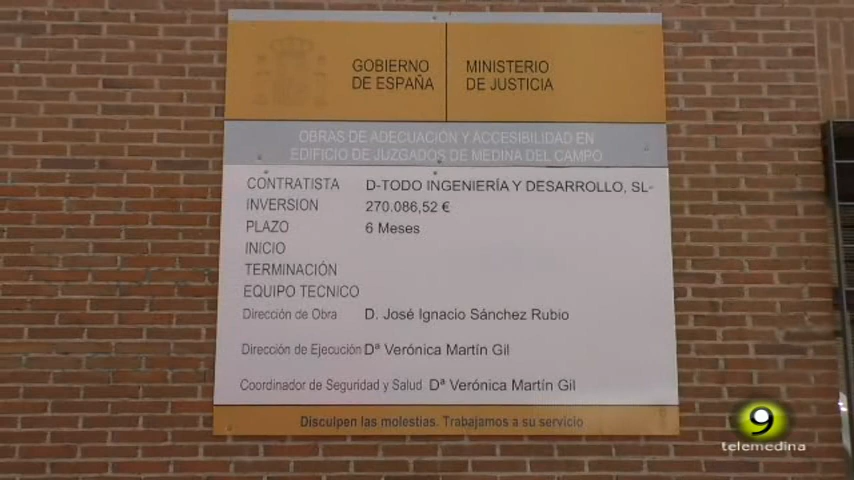 GOBIERNO
DE ESPAÑA
MINISTERIO
DE JUSTICIA
OBRAS DE ADECUACIÓN Y ACCESIBILIDAD EN
EDIFICIO DE JUZGADOS DE MEDINA DEL CAMPO
CONTRATISTA D-TODO INGENIERÍA Y DESARROLLO, SL-
INVERSION 270.086,52 €
PLAZO 6 Meses
INICIO
TERMINACIÓN
EQUIPO TECNICO
Dirección de Obra D. José Ignacio Sánchez Rubio
Dirección de Ejecución Dª Verónica Martín Gil
Coordinador de Seguridad y Salud Dª Verónica Martín Gil
Disculpen las molestias. Trabajamos a su servicio
9
telemedina